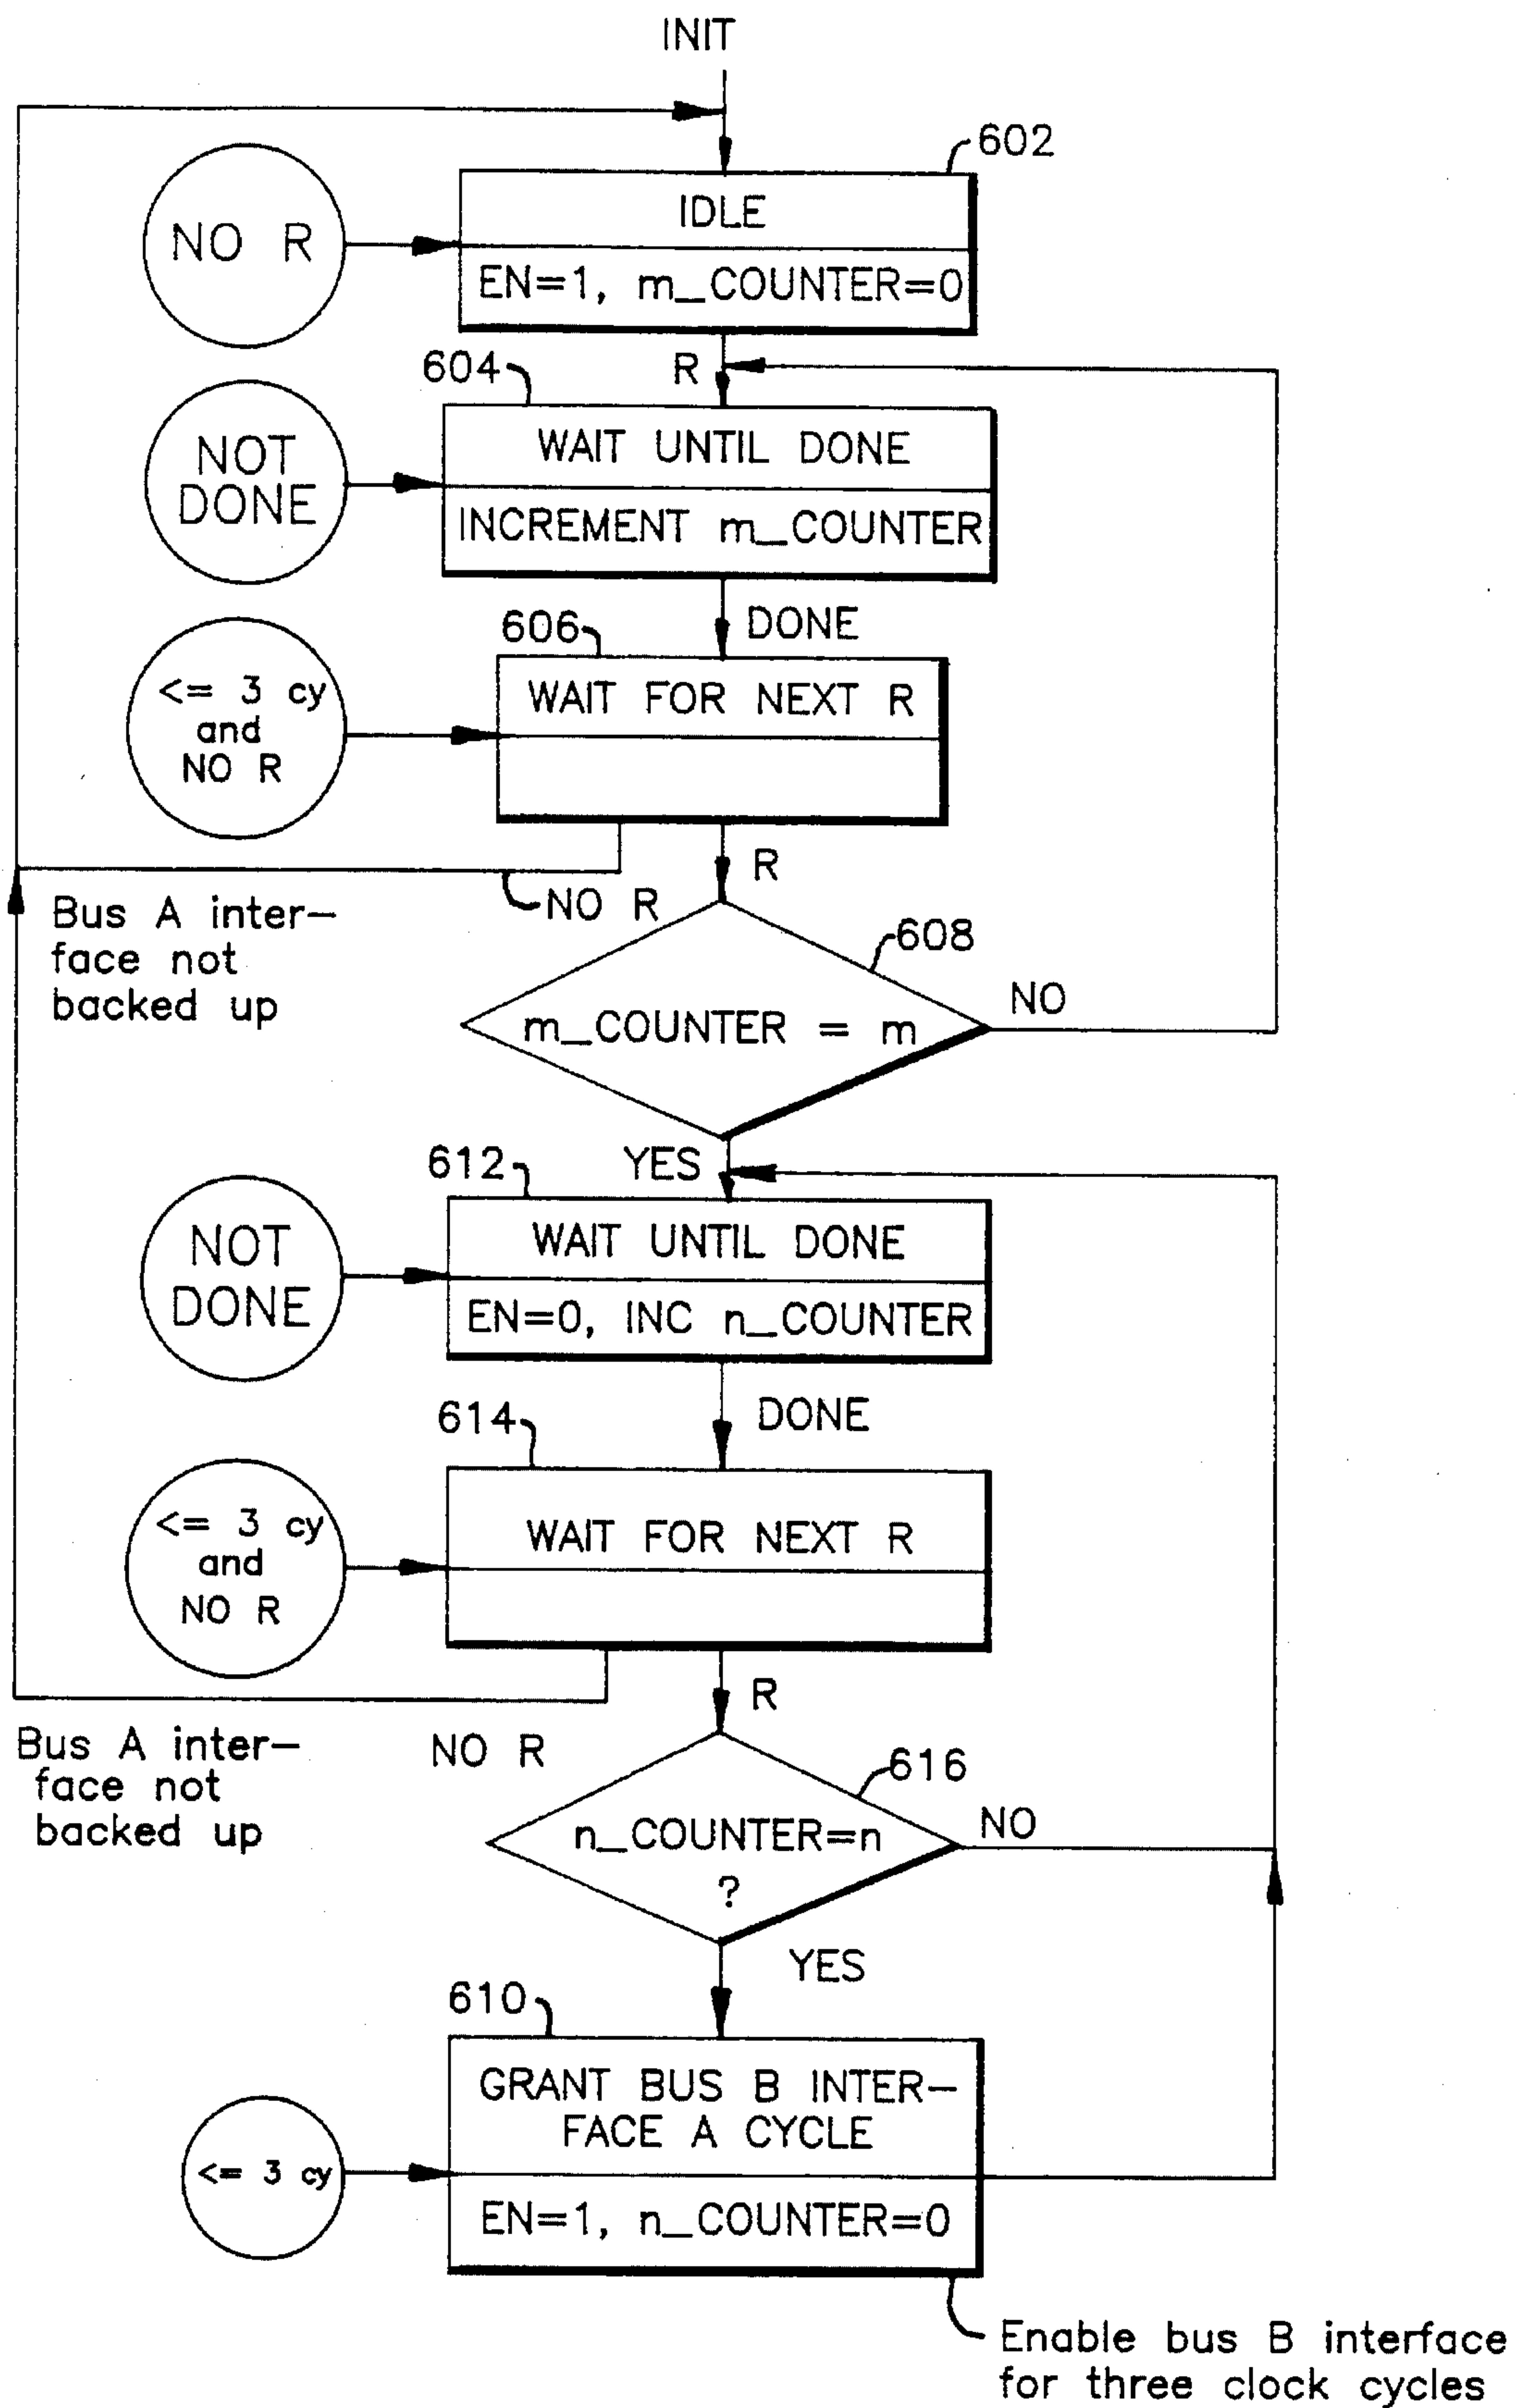 INIT
602
IDLE
NO R
EN=1, m_COUNTER=0
604
R
WAIT UNTIL DONE
NOT
DONE
INCREMENT m_COUNTER
606
DONE
WAIT FOR NEXT R
<= 3 cy
and
NO R
R
NO R
Bus A inter-
face not
backed up
608
NO
m_COUNTER = m
YES
612
WAIT UNTIL DONE
NOT
DONE
EN=0, INC n_COUNTER
614
DONE
WAIT FOR NEXT R
<= 3 cy
and
NO R
R
Bus A inter-
face not
backed up
NO R
616
NO
n_COUNTER=n
?
YES
610
GRANT BUS B INTER-
FACE A CYCLE
<= 3 cy
EN=1, n_COUNTER=0
Enable bus B interface
for three clock cycles